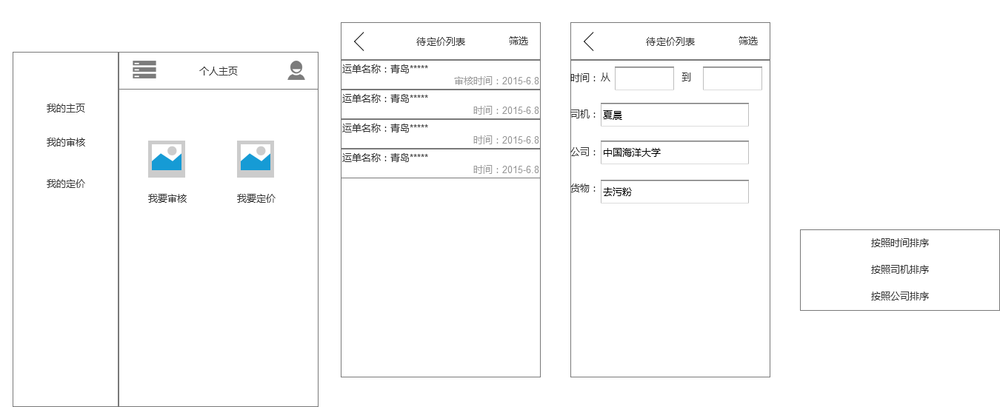 我的主页
我的审核
我的定价
个人主页
我要审核
我要定价
待定价列表
筛选
运单名称：青岛*****
审核时间：2015-6.8
运单名称：青岛*****
时间：2015-6.8
运单名称：青岛*****
时间：2015-6.8
运单名称：青岛*****
时间：2015-6.8
待定价列表
筛选
时间：从 到
司机：夏晨
公司：中国海洋大学
货物：去污粉
按照时间排序
按照司机排序
按照公司排序